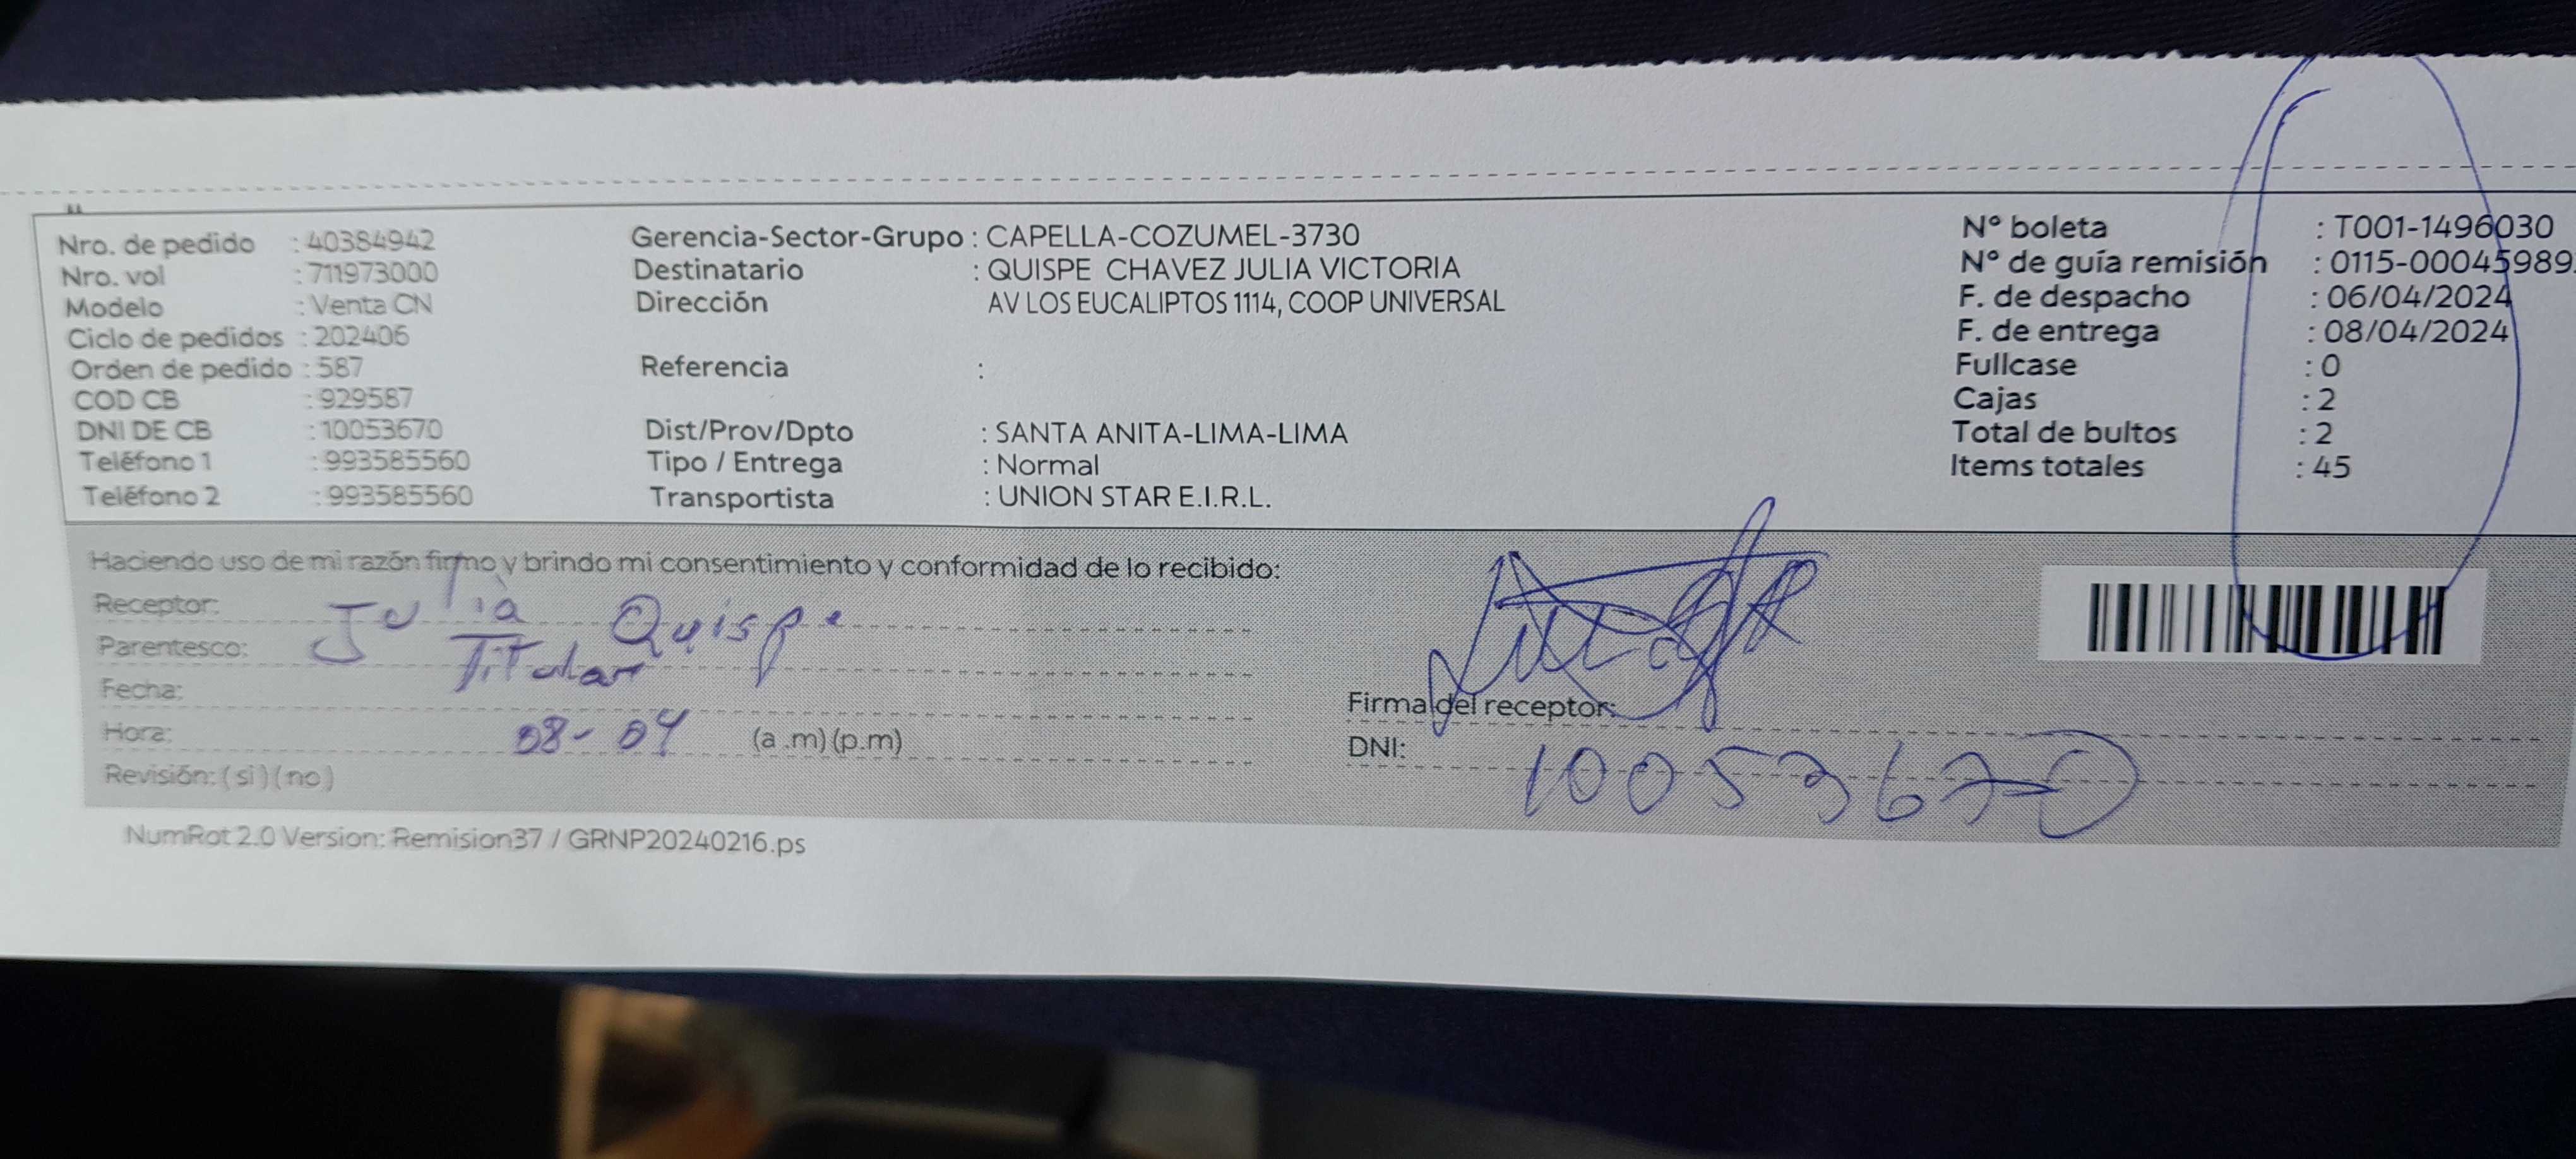 Nro. de pedido : 40384942
Nro. vol : 711973000
Modelo : Venta CN
Ciclo de pedidos : 202406
Orden de pedido : 587
COD CB : 929587
DNI DE CB : 10053670
Teléfono 1 : 993585560
Teléfono 2 : 993585560
Gerencia-Sector-Grupo : CAPELLA-COZUMEL-3730
Destinatario : QUISPE CHAVEZ JULIA VICTORIA
Dirección AV LOS EUCALIPTOS 1114, COOP UNIVERSAL
Referencia :
Dist/Prov/Dpto : SANTA ANITA-LIMA-LIMA
Tipo / Entrega : Normal
Transportista : UNION STAR E.I.R.L.
N° boleta : T001-1496030
N° de guía remisión : 0115-00045989
F. de despacho : 06/04/2024
F. de entrega : 08/04/2024
Fullcase : 0
Cajas : 2
Total de bultos : 2
Items totales : 45
Haciendo uso de mi razón firmo y brindo mi consentimiento y conformidad de lo recibido:
Receptor: Julia Quispe
Parentesco: Titular
Fecha:
Hora: 08-04 (a .m) (p.m)
Revisión: (si) (no)
Firma del receptor:
DNI: 10053670
NumRot 2.0 Version: Remision37 / GRNP20240216.ps